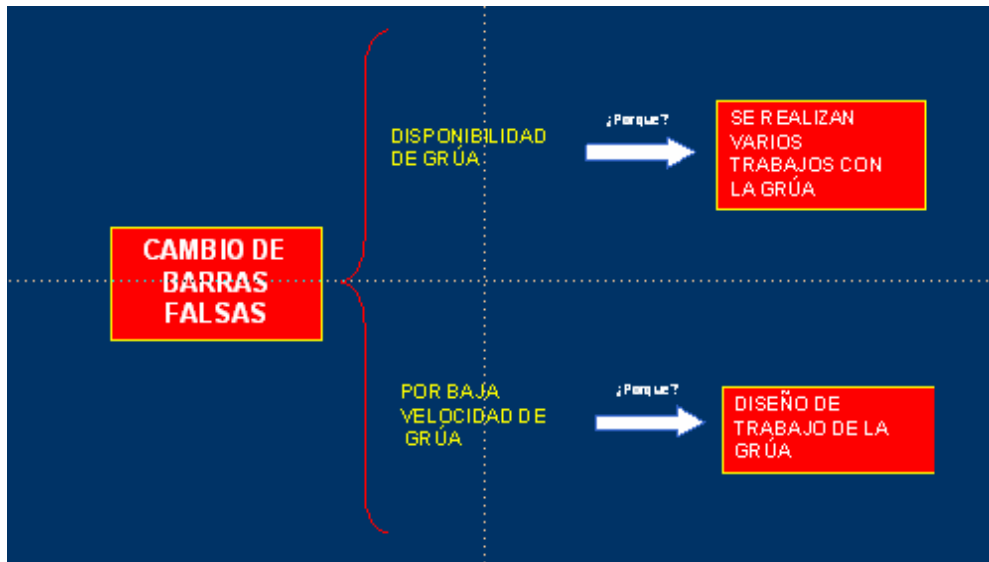 CAMBIO DE
BARRAS
FALSAS
DISPONIBILIDAD
DE GRÚA
¿Porque?
SE REALIZAN
VARIOS
TRABAJOS CON
LA GRÚA
POR BAJA
VELOCIDAD DE
GRÚA
¿Porque?
DISEÑO DE
TRABAJO DE LA
GRÚA